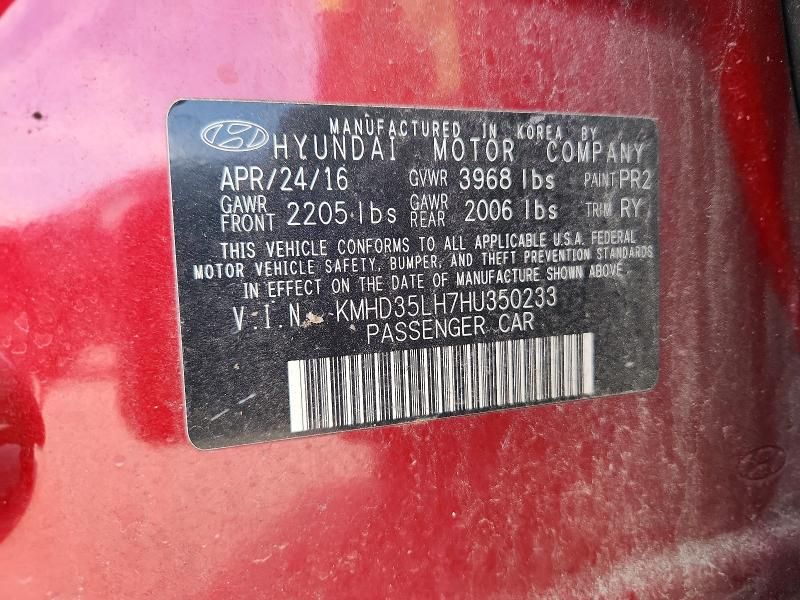 MANUFACTURED IN KOREA BY
HYUNDAI MOTOR COMPANY
APR/24/16 GVWR 3968 lbs PAINT PR2
GAWR FRONT 2205 lbs GAWR REAR 2006 lbs TRIM RY
THIS VEHICLE CONFORMS TO ALL APPLICABLE U.S.A. FEDERAL
MOTOR VEHICLE SAFETY, BUMPER, AND THEFT PREVENTION STANDARDS
IN EFFECT ON THE DATE OF MANUFACTURE SHOWN ABOVE.
V.I.N. KMHD35LH7HU350233
PASSENGER CAR